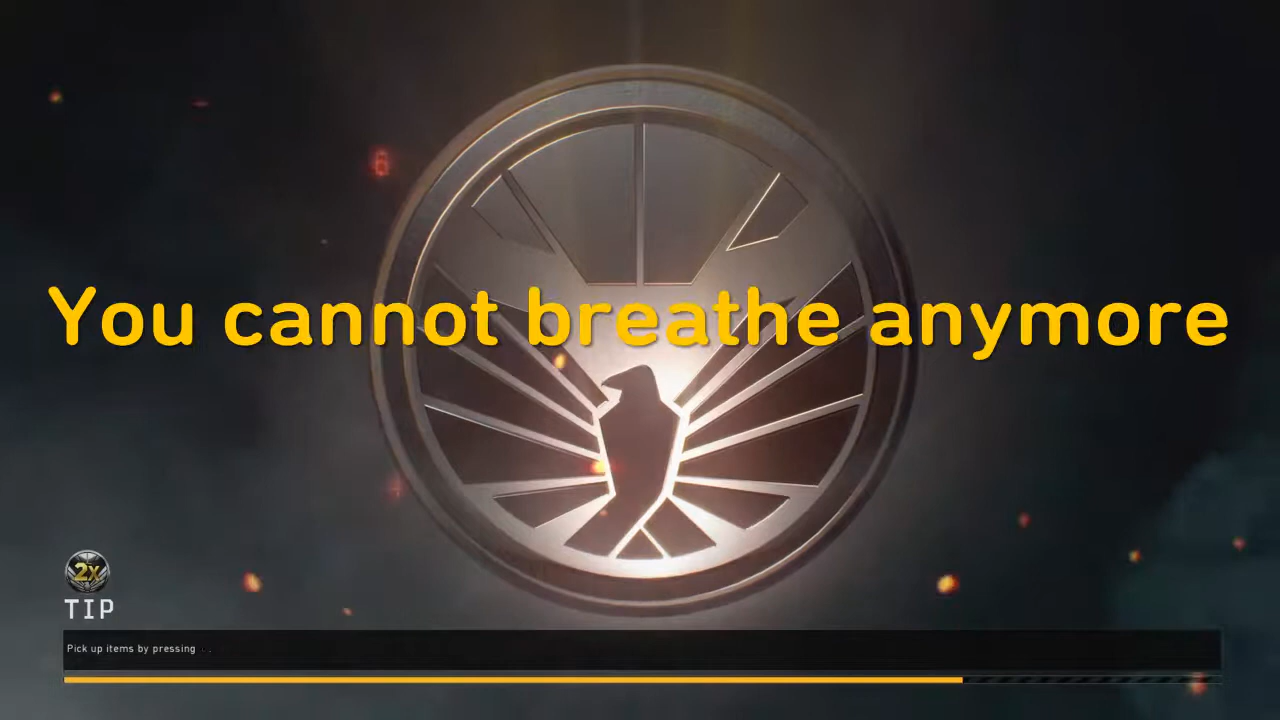 You cannot breathe anymore
2x
TIP
Pick up items by pressing . .